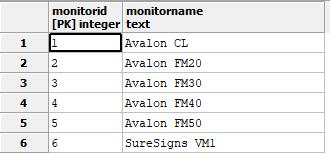 monitorid monitorname
[PK] integer text
1 1 Avalon CL
2 2 Avalon FM20
3 3 Avalon FM30
4 4 Avalon FM40
5 5 Avalon FM50
6 6 SureSigns VM1